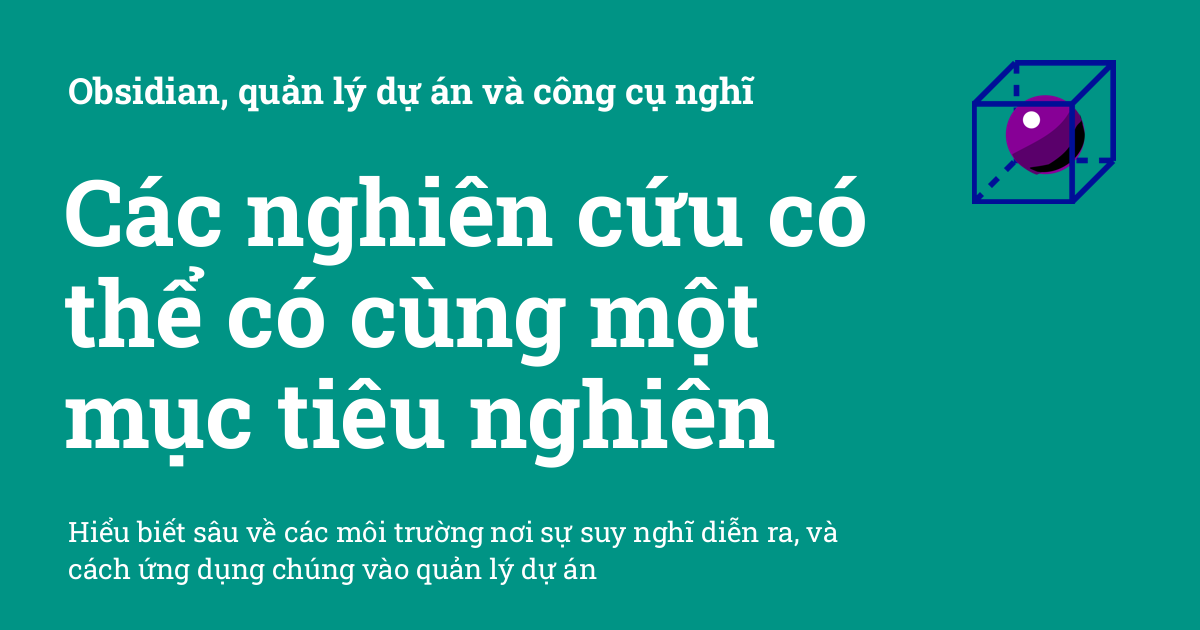 Obsidian, quản lý dự án và công cụ nghĩ
Các nghiên cứu có
thể có cùng một
mục tiêu nghiên
Hiểu biết sâu về các môi trường nơi sự suy nghĩ diễn ra, và
cách ứng dụng chúng vào quản lý dự án